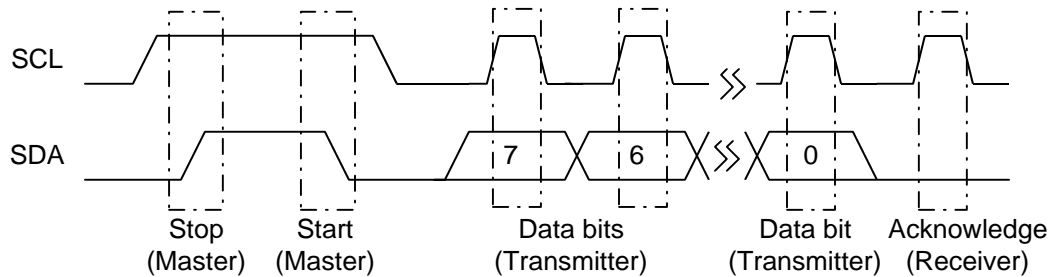 SCL
SDA
7
6
0
Stop
(Master)
Start
(Master)
Data bits
(Transmitter)
Data bit
(Transmitter)
Acknowledge
(Receiver)